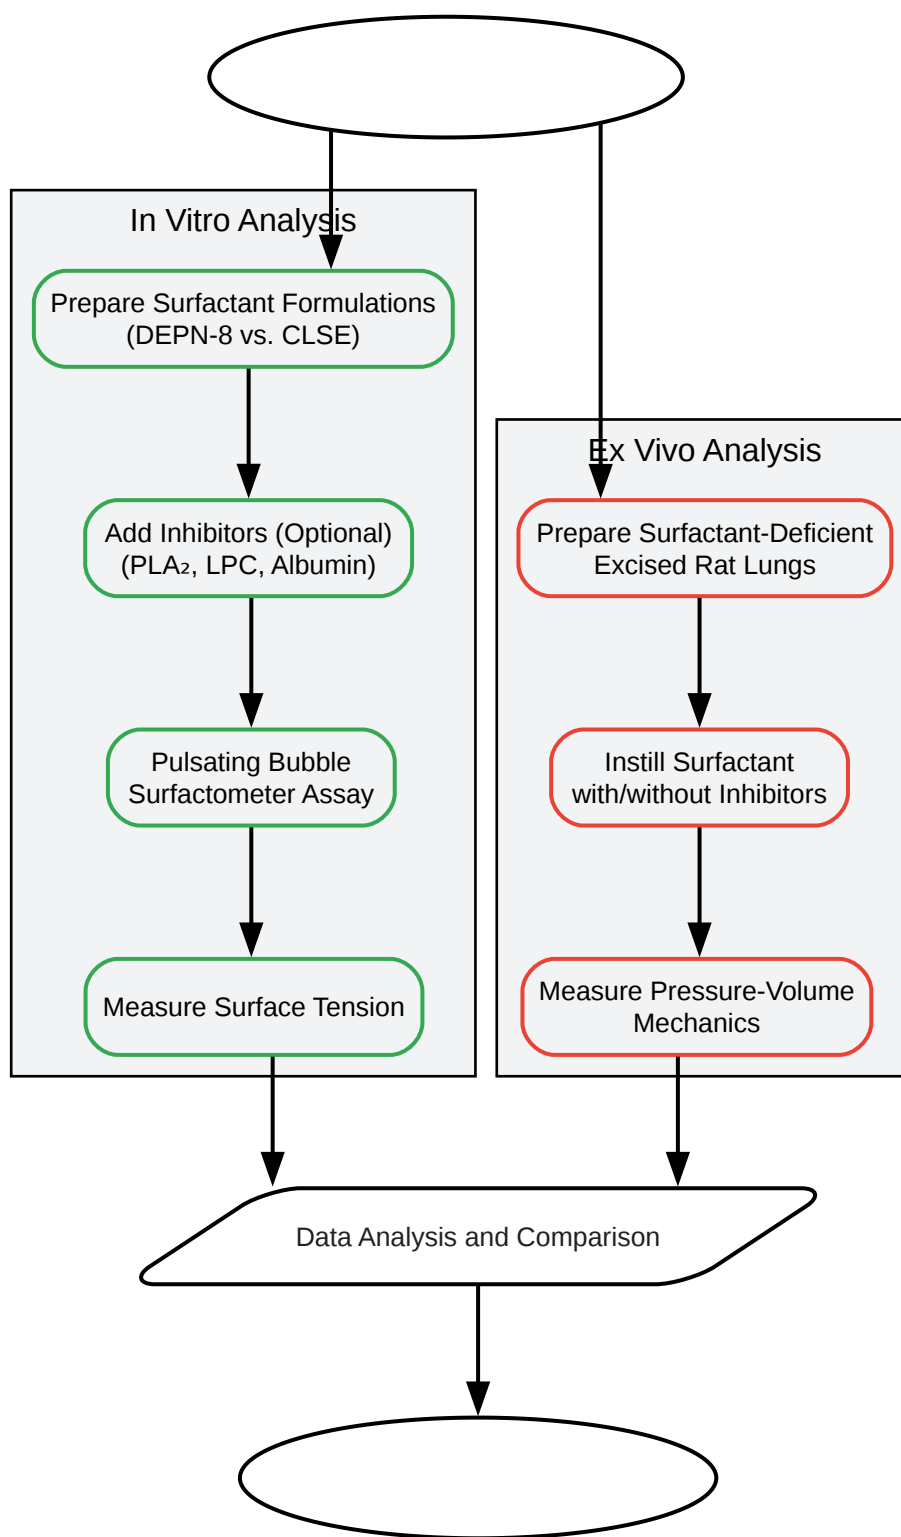 In Vitro Analysis
Prepare Surfactant Formulations
(DEPN-8 vs. CLSE)
Add Inhibitors (Optional)
(PLA₂, LPC, Albumin)
Pulsating Bubble
Surfactometer Assay
Measure Surface Tension
Ex Vivo Analysis
Prepare Surfactant-Deficient
Excised Rat Lungs
Instill Surfactant
with/without Inhibitors
Measure Pressure-Volume
Mechanics
Data Analysis and Comparison